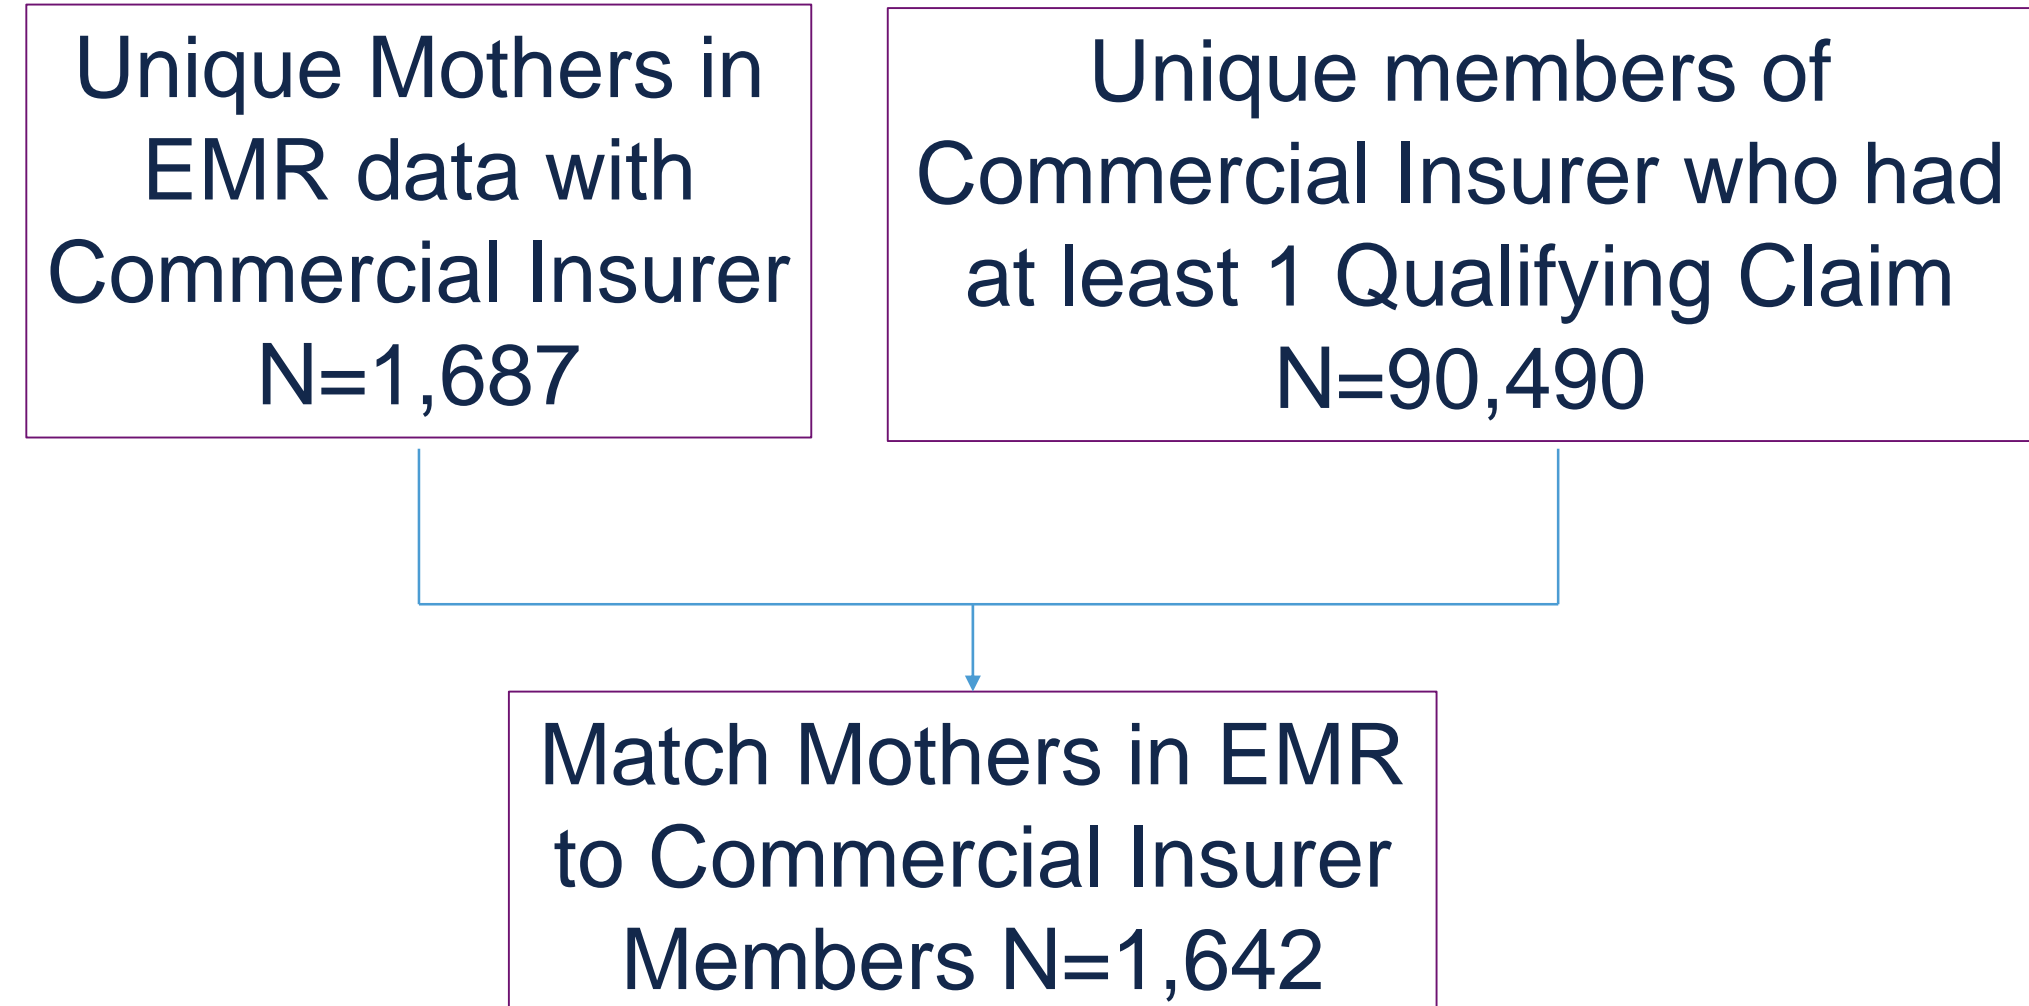 Unique Mothers in
EMR data with
Commercial Insurer
N=1,687
Unique members of
Commercial Insurer who had
at least 1 Qualifying Claim
N=90,490
Match Mothers in EMR
to Commercial Insurer
Members N=1,642